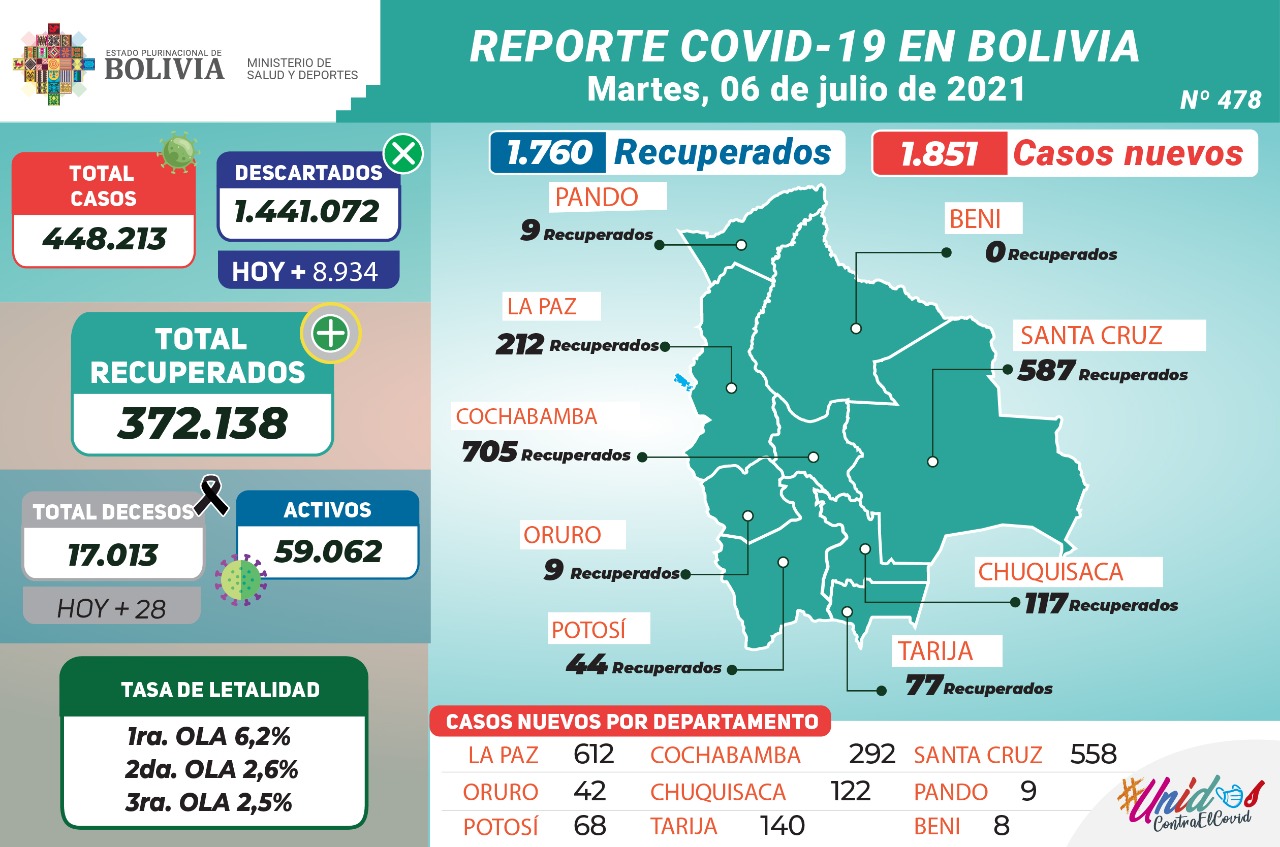 ESTADO PLURINACIONAL DE
BOLIVIA
MINISTERIO DE
SALUD Y DEPORTES
REPORTE COVID-19 EN BOLIVIA
Martes, 06 de julio de 2021
Nº 478
TOTAL
CASOS
448.213
DESCARTADOS
1.441.072
HOY + 8.934
TOTAL
RECUPERADOS
372.138
TOTAL DECESOS
17.013
HOY + 28
ACTIVOS
59.062
TASA DE LETALIDAD
1ra. OLA 6,2%
2da. OLA 2,6%
3ra. OLA 2,5%
1.760 Recuperados
1.851 Casos nuevos
PANDO
9 Recuperados
BENI
0 Recuperados
LA PAZ
212 Recuperados
SANTA CRUZ
587 Recuperados
COCHABAMBA
705 Recuperados
ORURO
9 Recuperados
CHUQUISACA
117 Recuperados
POTOSÍ
44 Recuperados
TARIJA
77 Recuperados
CASOS NUEVOS POR DEPARTAMENTO
LA PAZ 612 COCHABAMBA 292 SANTA CRUZ 558
ORURO 42 CHUQUISACA 122 PANDO 9
POTOSÍ 68 TARIJA 140 BENI 8
#Unidos
ContraElCovid